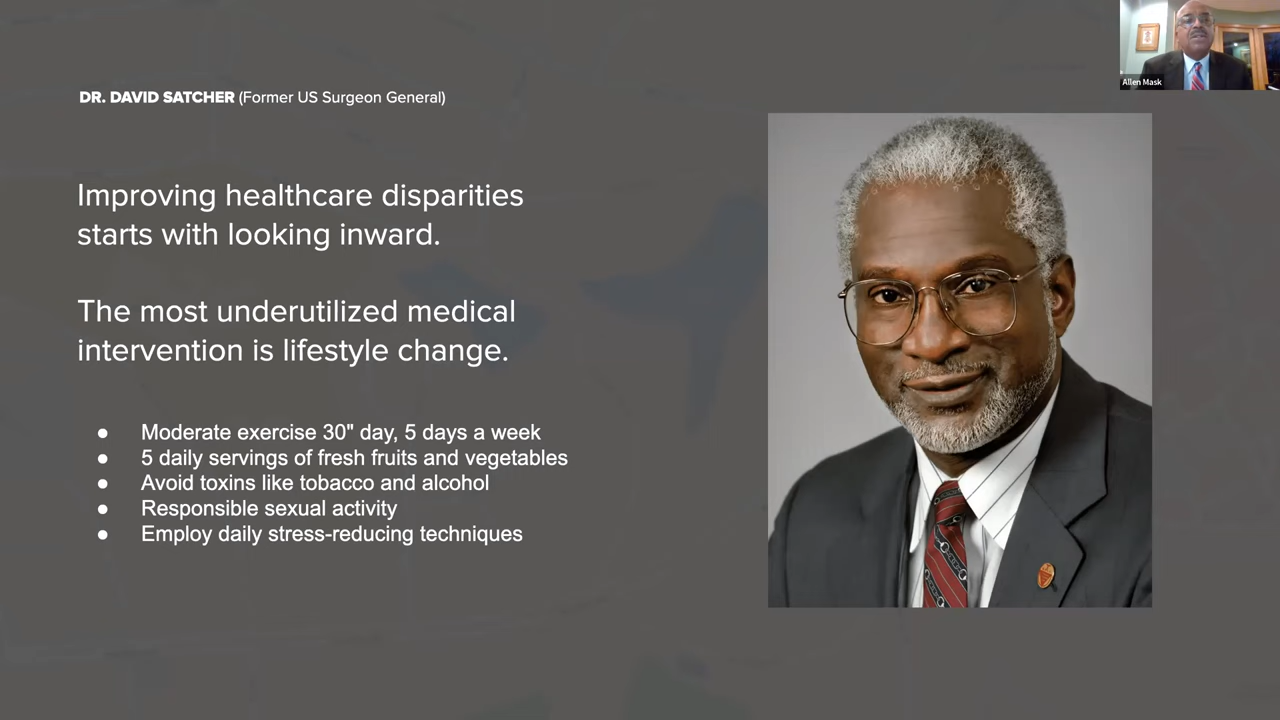 DR. DAVID SATCHER (Former US Surgeon General)
Improving healthcare disparities
starts with looking inward.
The most underutilized medical
intervention is lifestyle change.
● Moderate exercise 30" day, 5 days a week
● 5 daily servings of fresh fruits and vegetables
● Avoid toxins like tobacco and alcohol
● Responsible sexual activity
● Employ daily stress-reducing techniques
Allen Mask